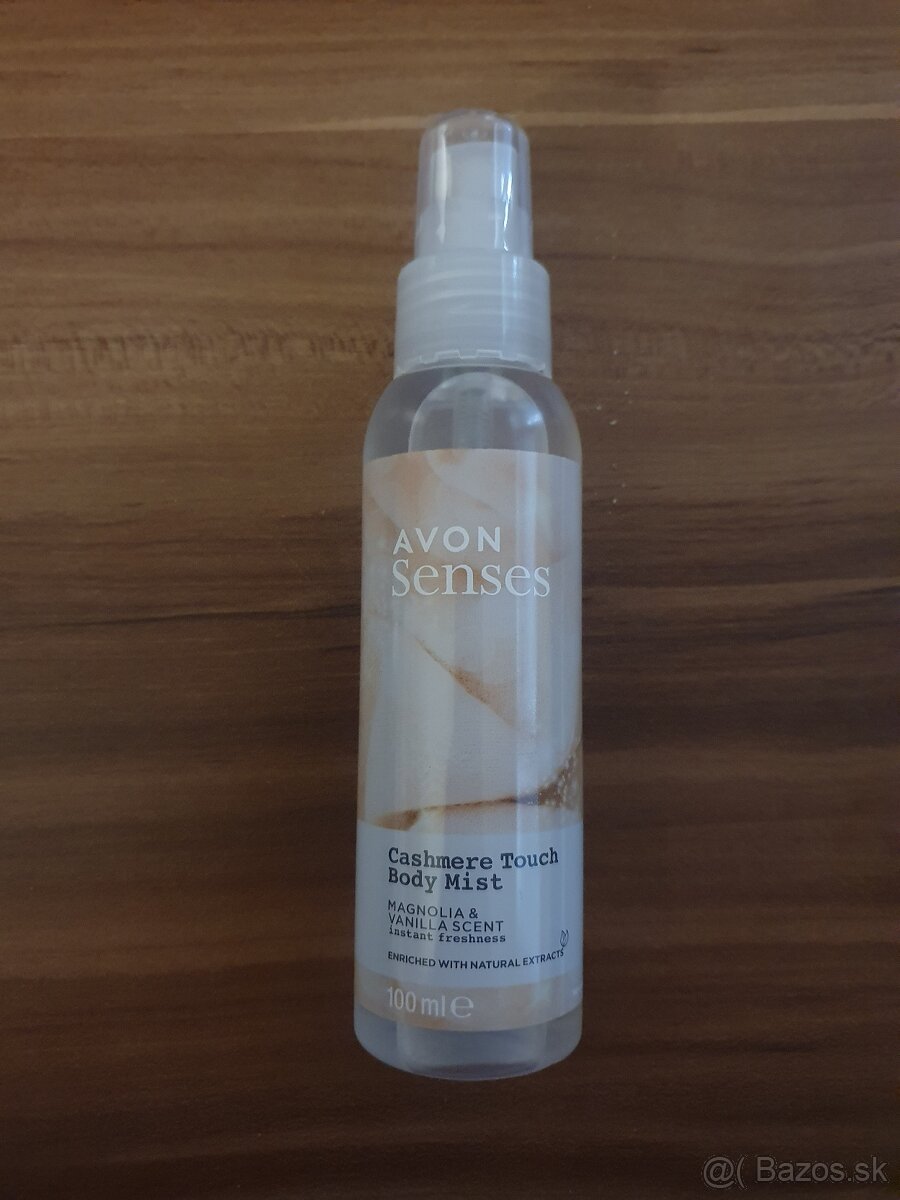 AVON
Senses
Cashmere Touch
Body Mist
MAGNOLIA &
VANILLA SCENT
instant freshness
ENRICHED WITH NATURAL EXTRACTS
100 ml e
@( Bazos.sk